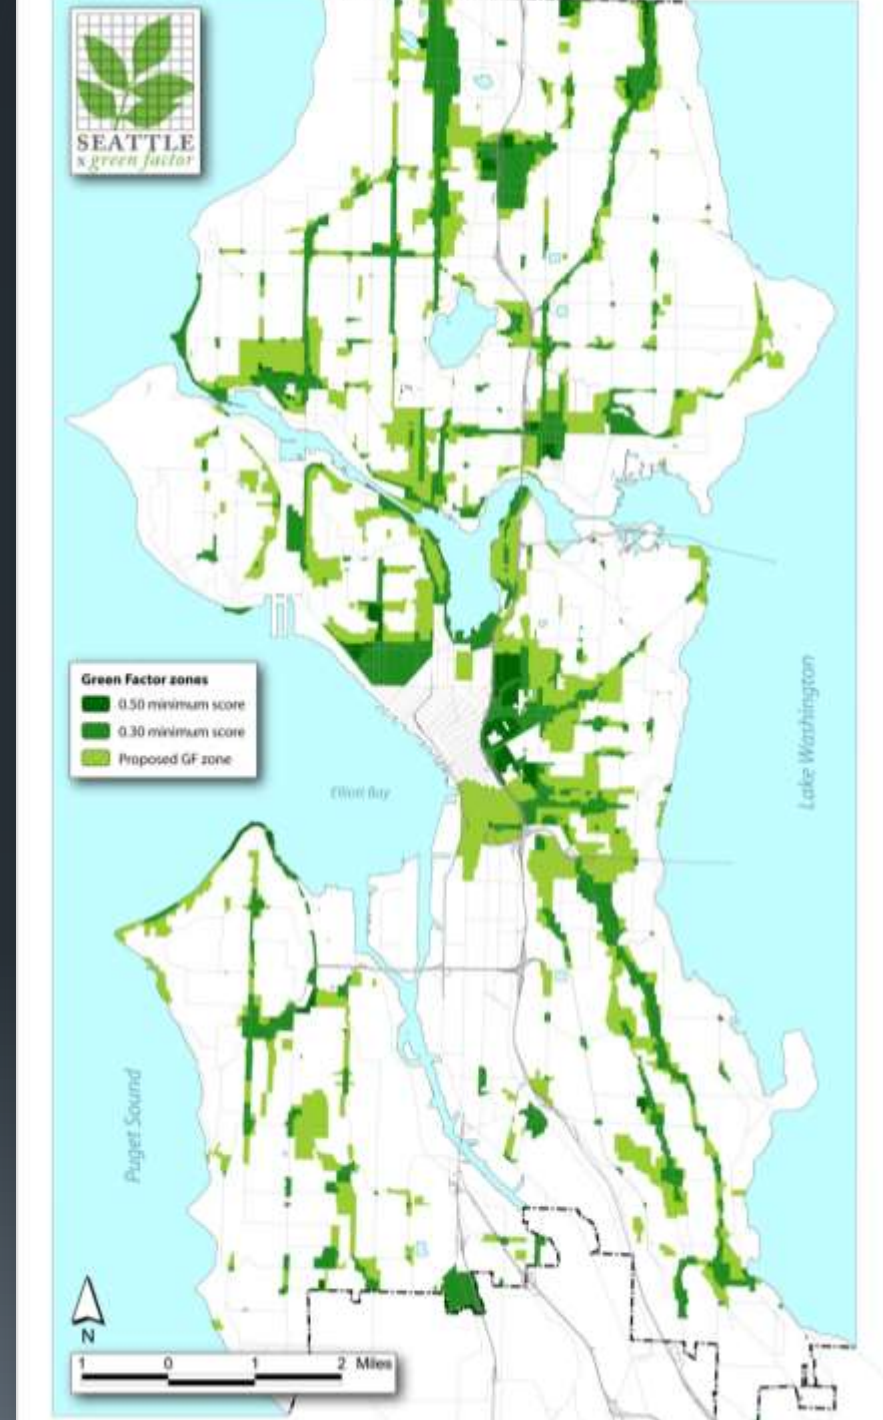 SEATTLE
x green factor
Green Factor zones
0.50 minimum score
0.30 minimum score
Proposed GF zone
Elliott Bay
Lake Washington
Puget Sound
N
1 0 1 2 Miles